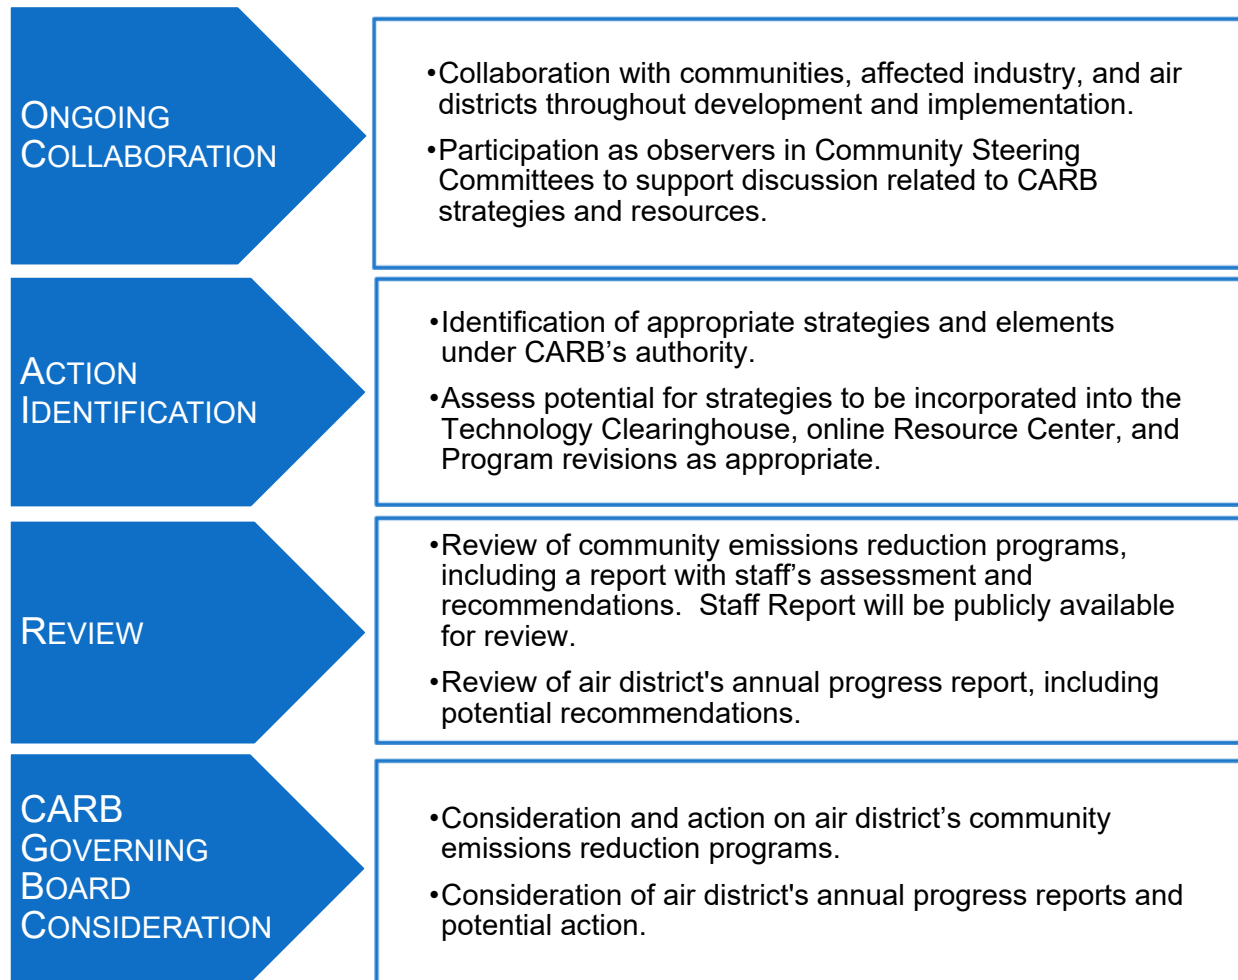 ONGOING
COLLABORATION
•Collaboration with communities, affected industry, and air
districts throughout development and implementation.
•Participation as observers in Community Steering
Committees to support discussion related to CARB
strategies and resources.
ACTION
IDENTIFICATION
•Identification of appropriate strategies and elements
under CARB’s authority.
•Assess potential for strategies to be incorporated into the
Technology Clearinghouse, online Resource Center, and
Program revisions as appropriate.
REVIEW
•Review of community emissions reduction programs,
including a report with staff’s assessment and
recommendations.  Staff Report will be publicly available
for review.
•Review of air district's annual progress report, including
potential recommendations.
CARB
GOVERNING
BOARD
CONSIDERATION
•Consideration and action on air district’s community
emissions reduction programs.
•Consideration of air district's annual progress reports and
potential action.